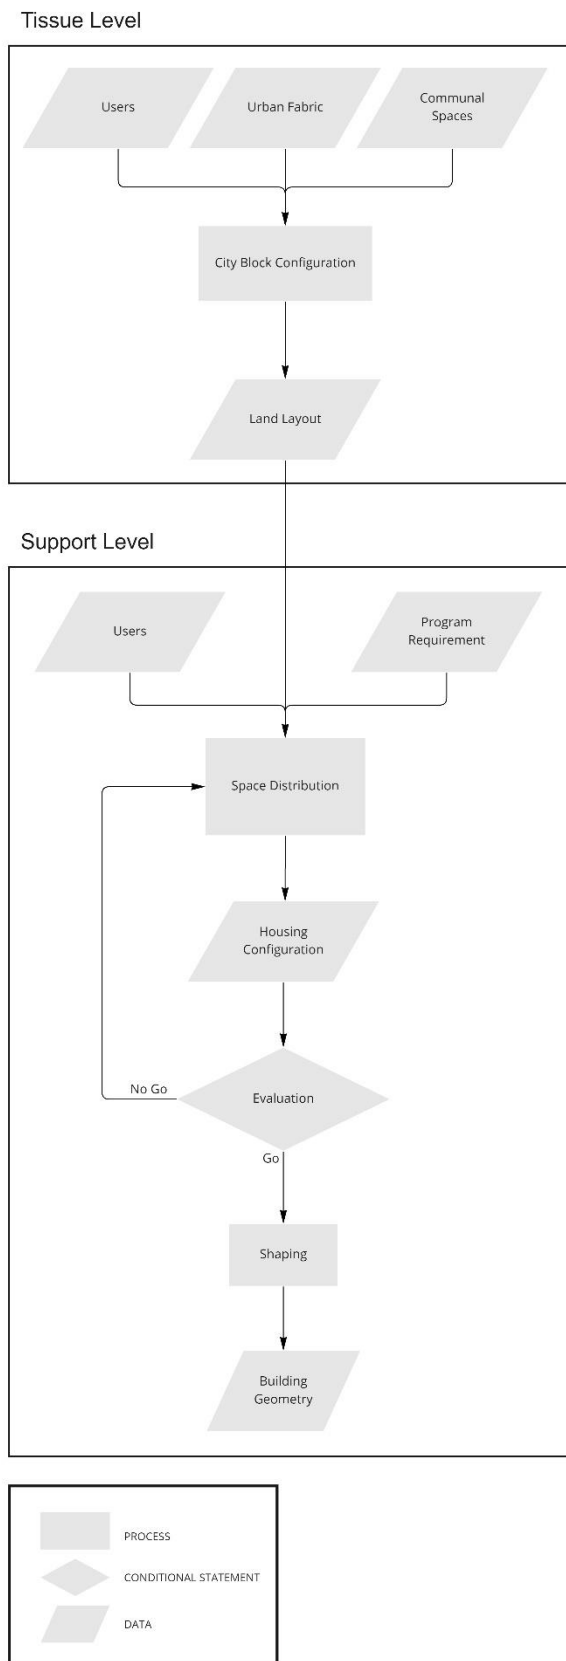 Tissue Level
Users
Urban Fabric
Communal
Spaces
City Block Configuration
Land Layout
Support Level
Users
Program
Requirement
Space Distribution
Housing
Configuration
No Go
Evaluation
Go
Shaping
Building
Geometry
PROCESS
CONDITIONAL STATEMENT
DATA